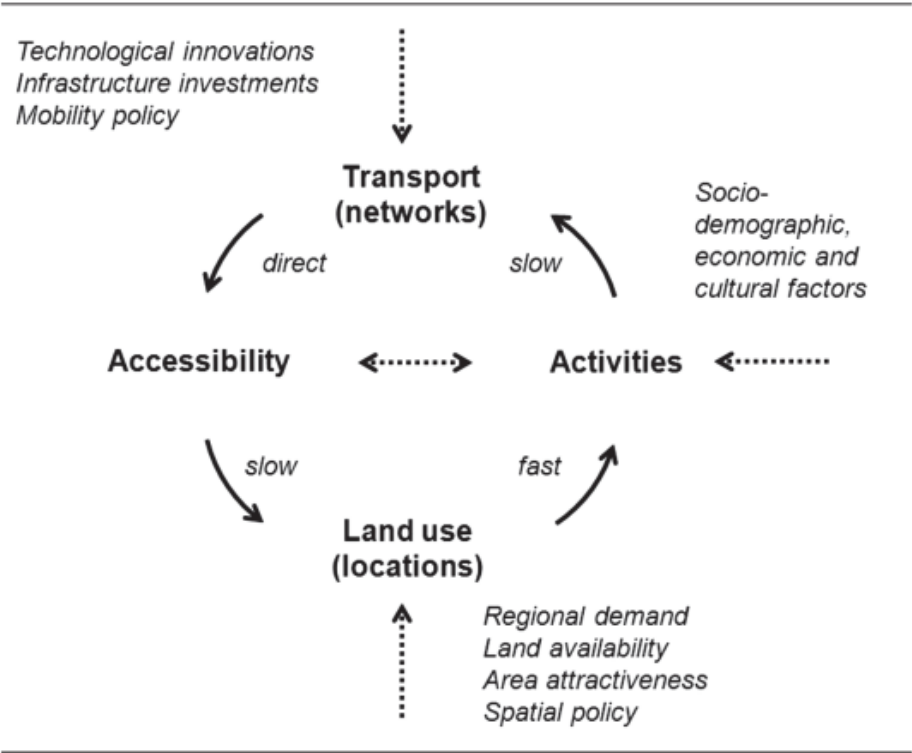 Technological innovations
Infrastructure investments
Mobility policy
Transport
(networks)
Socio-
demographic,
economic and
cultural factors
direct
slow
Accessibility
Activities
slow
fast
Land use
(locations)
Regional demand
Land availability
Area attractiveness
Spatial policy